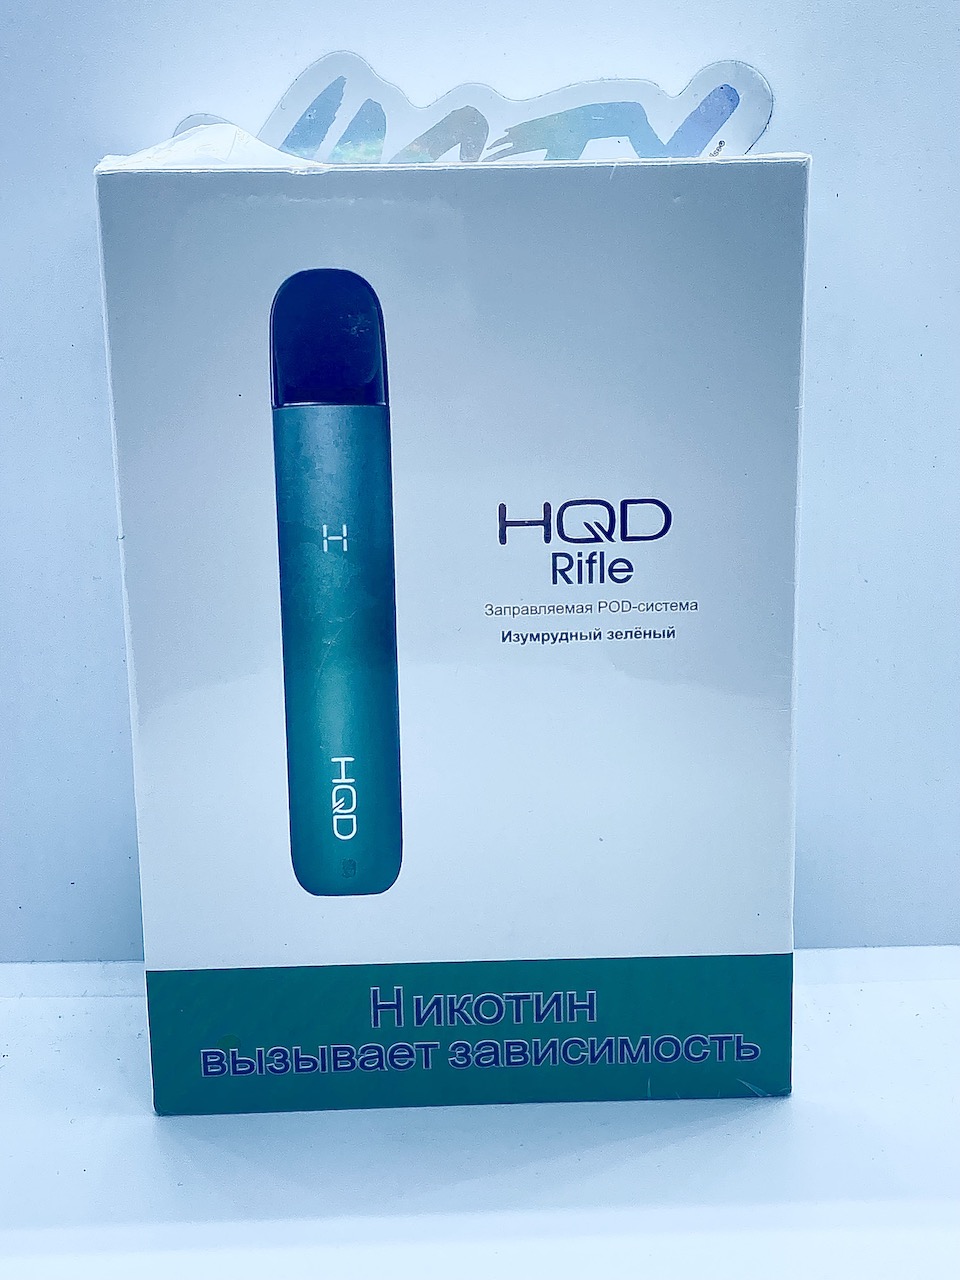 H
HQD
HQD
Rifle
Заправляемая POD-система
Изумрудный зелёный
Никотин
вызывает зависимость